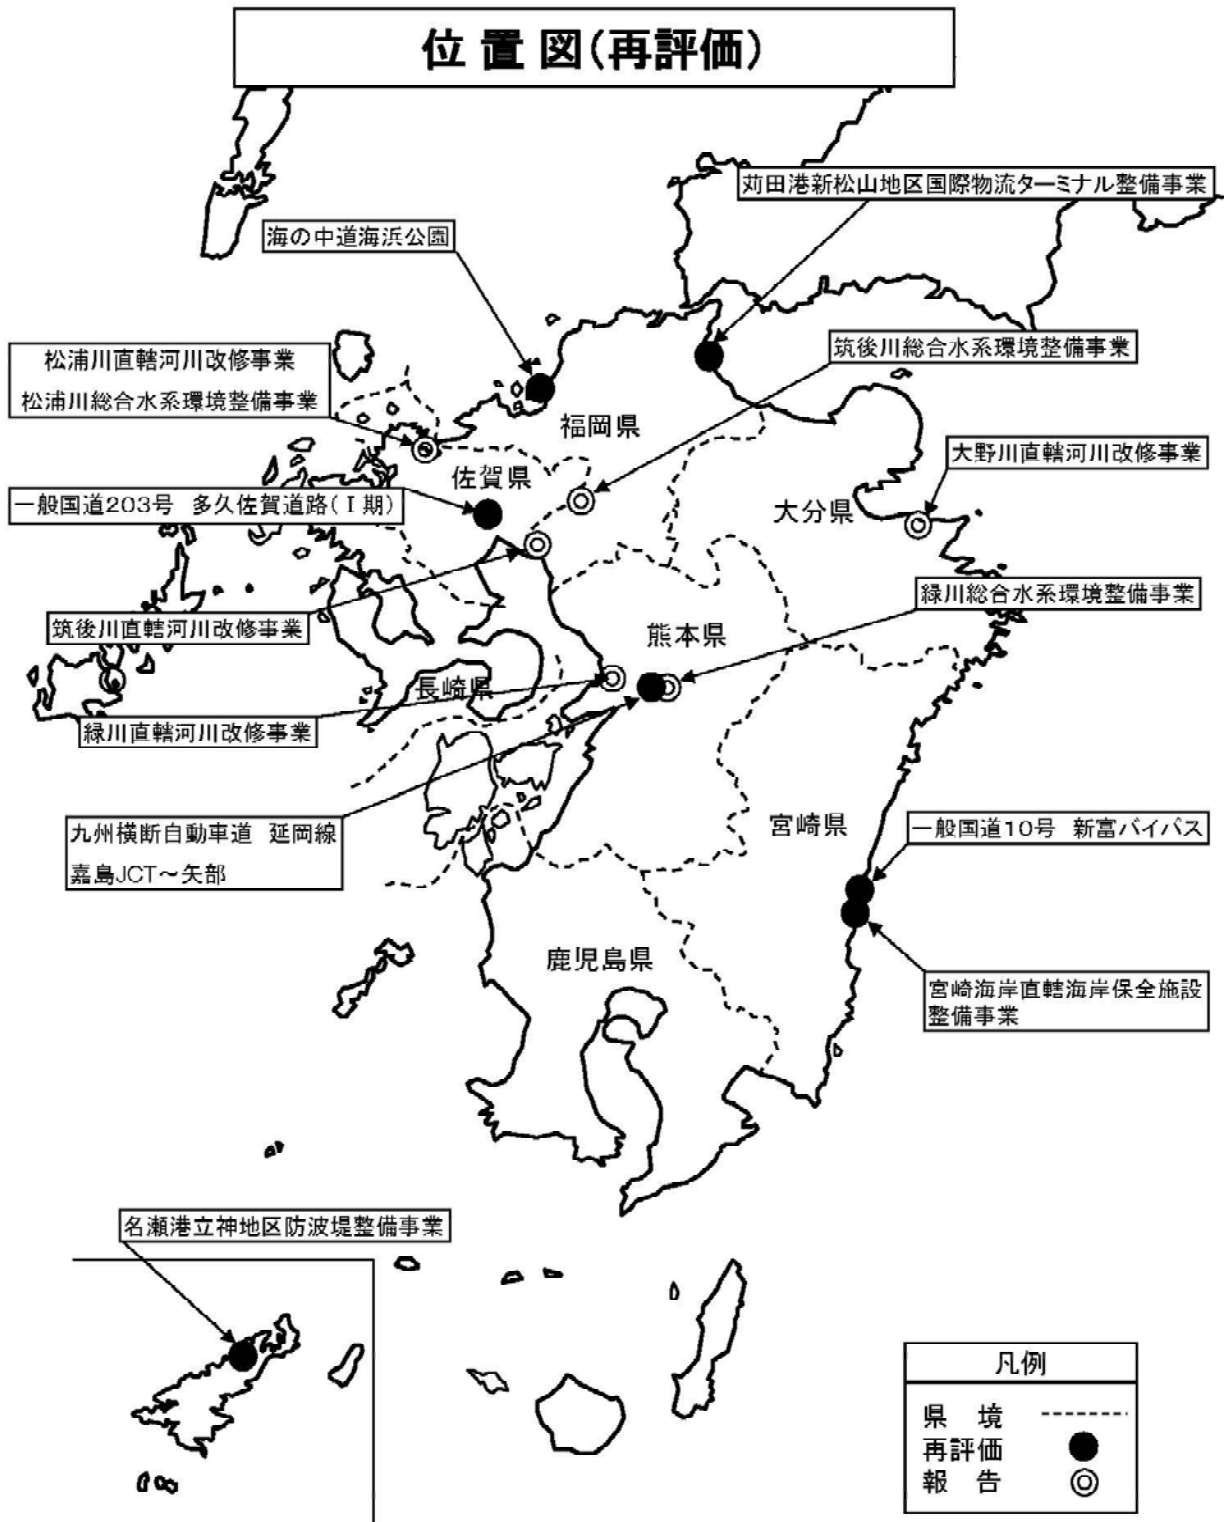 位置図(再評価)
苅田港新松山地区国際物流ターミナル整備事業
海の中道海浜公園
松浦川直轄河川改修事業
松浦川総合水系環境整備事業
筑後川総合水系環境整備事業
福岡県
大野川直轄河川改修事業
佐賀県
一般国道203号 多久佐賀道路(Ⅰ期)
大分県
緑川総合水系環境整備事業
筑後川直轄河川改修事業
熊本県
長崎県
緑川直轄河川改修事業
九州横断自動車道 延岡線
嘉島JCT~矢部
宮崎県
一般国道10号 新富バイパス
鹿児島県
宮崎海岸直轄海岸保全施設
整備事業
名瀬港立神地区防波堤整備事業
凡例
県 境
再評価
報 告